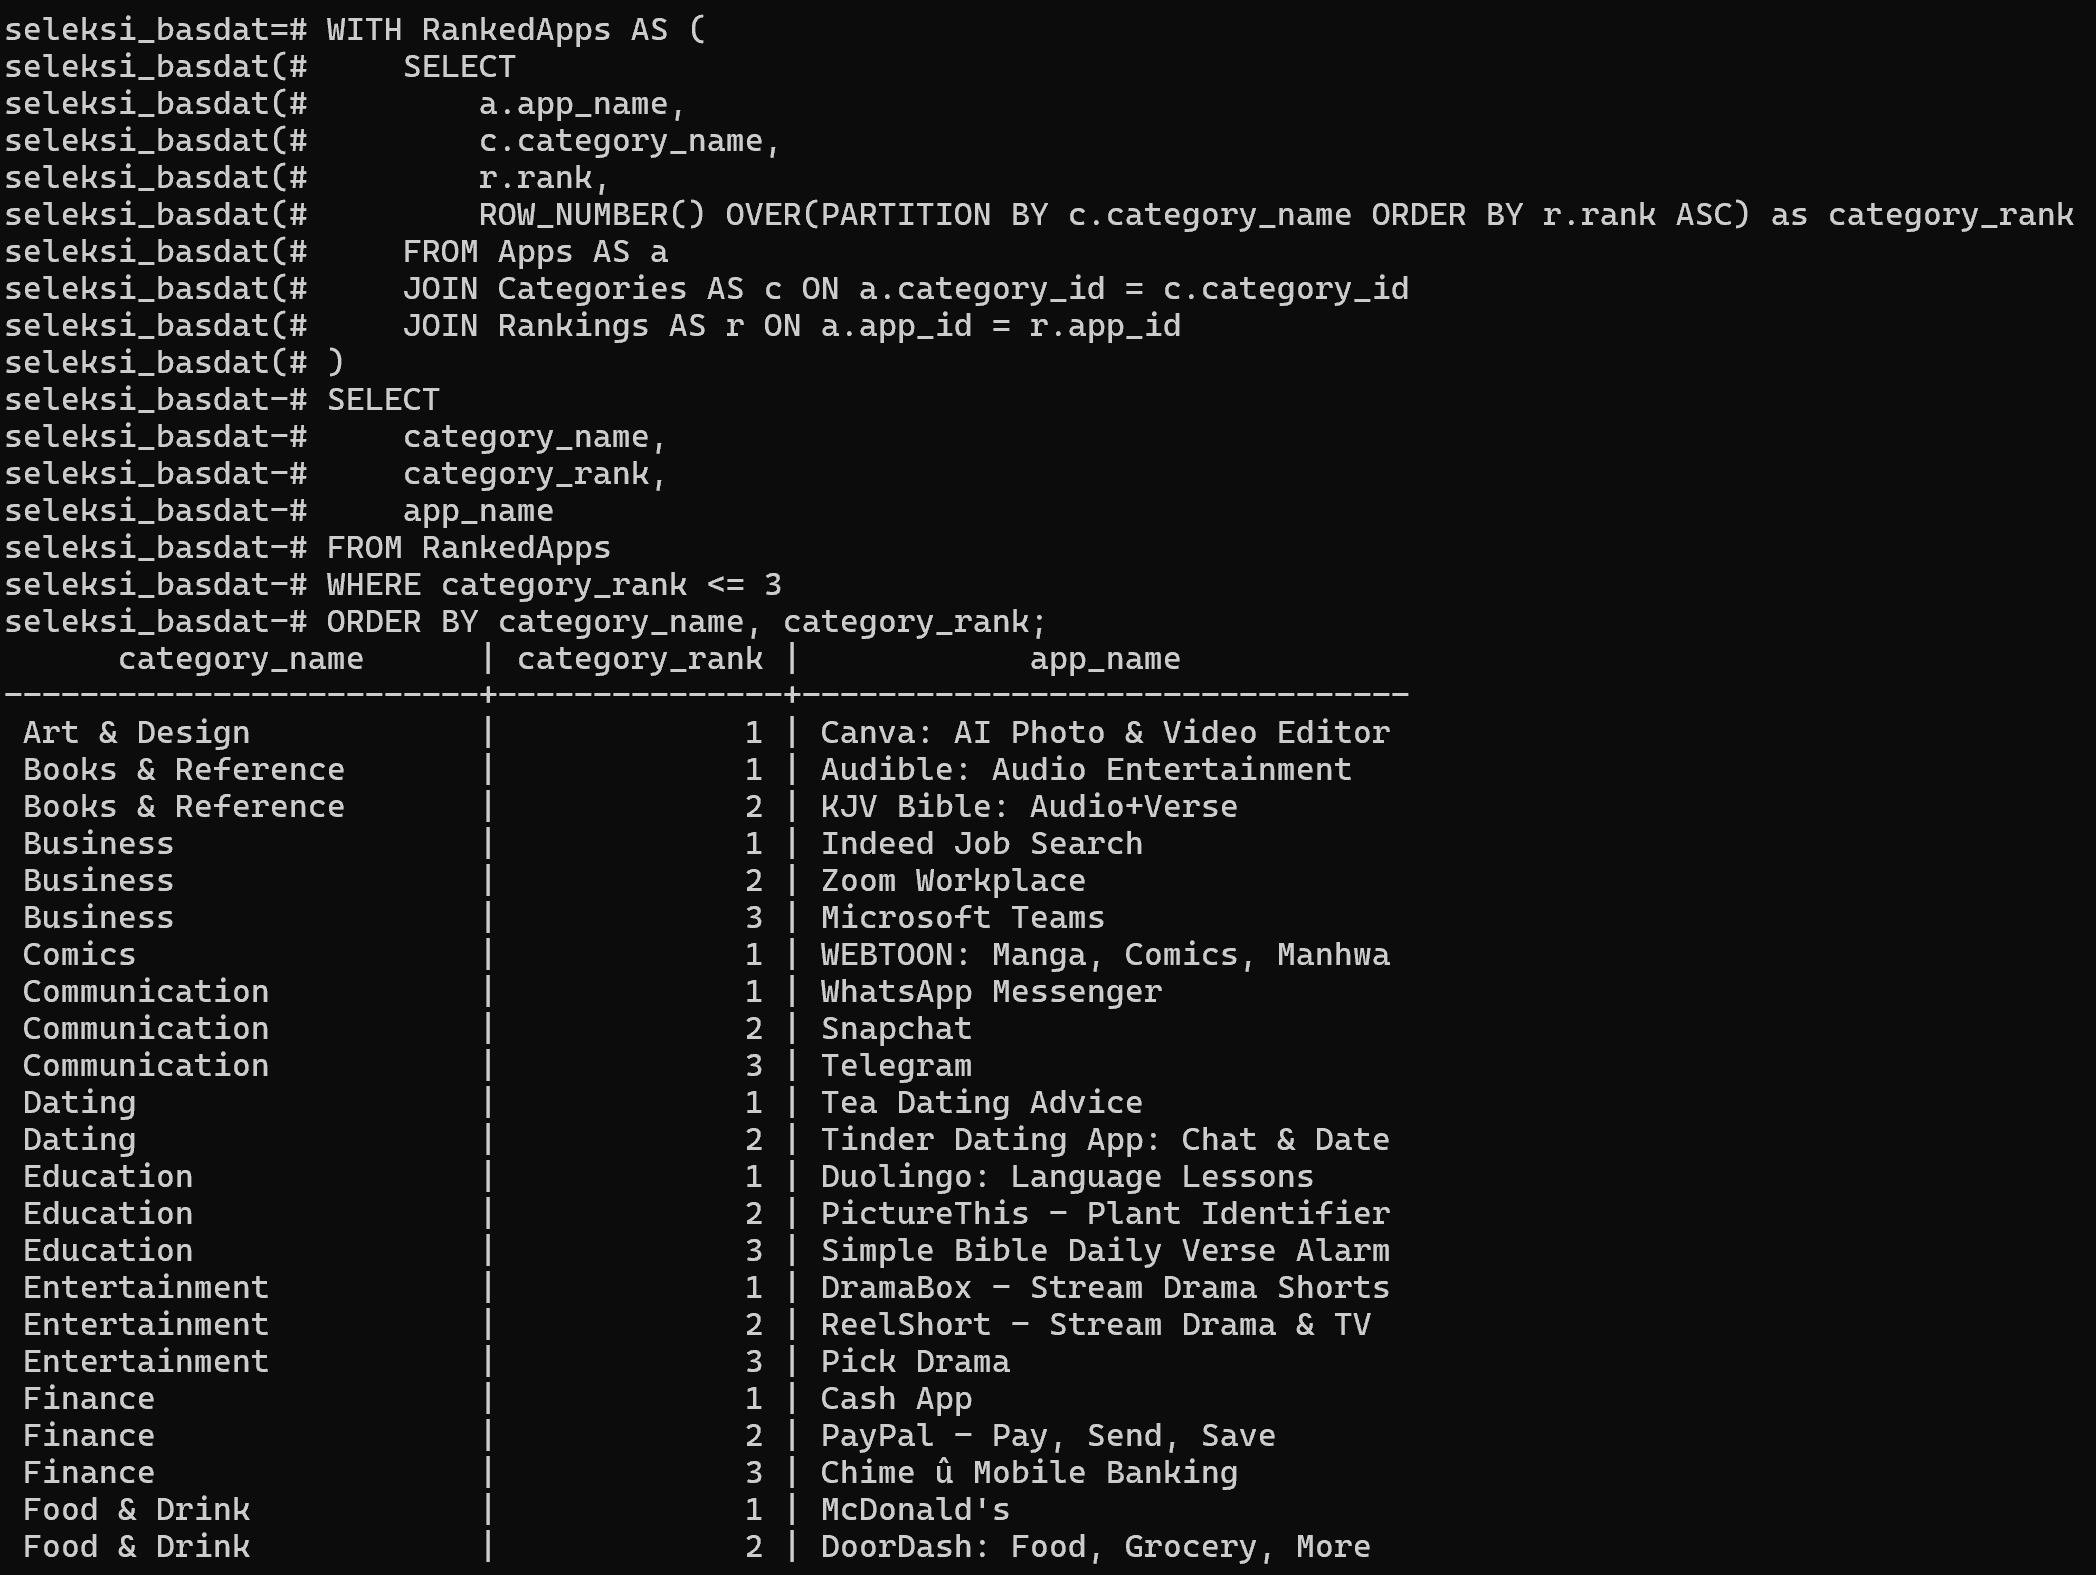 seleksi_basdat=# WITH RankedApps AS (
seleksi_basdat(#     SELECT
seleksi_basdat(#         a.app_name,
seleksi_basdat(#         c.category_name,
seleksi_basdat(#         r.rank,
seleksi_basdat(#         ROW_NUMBER() OVER(PARTITION BY c.category_name ORDER BY r.rank ASC) as category_rank
seleksi_basdat(#     FROM Apps AS a
seleksi_basdat(#     JOIN Categories AS c ON a.category_id = c.category_id
seleksi_basdat(#     JOIN Rankings AS r ON a.app_id = r.app_id
seleksi_basdat(# )
seleksi_basdat-# SELECT
seleksi_basdat-#     category_name,
seleksi_basdat-#     category_rank,
seleksi_basdat-#     app_name
seleksi_basdat-# FROM RankedApps
seleksi_basdat-# WHERE category_rank <= 3
seleksi_basdat-# ORDER BY category_name, category_rank;
      category_name      | category_rank |            app_name
-------------------------+---------------+--------------------------------
 Art & Design            |             1 | Canva: AI Photo & Video Editor
 Books & Reference       |             1 | Audible: Audio Entertainment
 Books & Reference       |             2 | KJV Bible: Audio+Verse
 Business                |             1 | Indeed Job Search
 Business                |             2 | Zoom Workplace
 Business                |             3 | Microsoft Teams
 Comics                  |             1 | WEBTOON: Manga, Comics, Manhwa
 Communication           |             1 | WhatsApp Messenger
 Communication           |             2 | Snapchat
 Communication           |             3 | Telegram
 Dating                  |             1 | Tea Dating Advice
 Dating                  |             2 | Tinder Dating App: Chat & Date
 Education               |             1 | Duolingo: Language Lessons
 Education               |             2 | PictureThis - Plant Identifier
 Education               |             3 | Simple Bible Daily Verse Alarm
 Entertainment           |             1 | DramaBox - Stream Drama Shorts
 Entertainment           |             2 | ReelShort - Stream Drama & TV
 Entertainment           |             3 | Pick Drama
 Finance                 |             1 | Cash App
 Finance                 |             2 | PayPal - Pay, Send, Save
 Finance                 |             3 | Chime û Mobile Banking
 Food & Drink            |             1 | McDonald's
 Food & Drink            |             2 | DoorDash: Food, Grocery, More